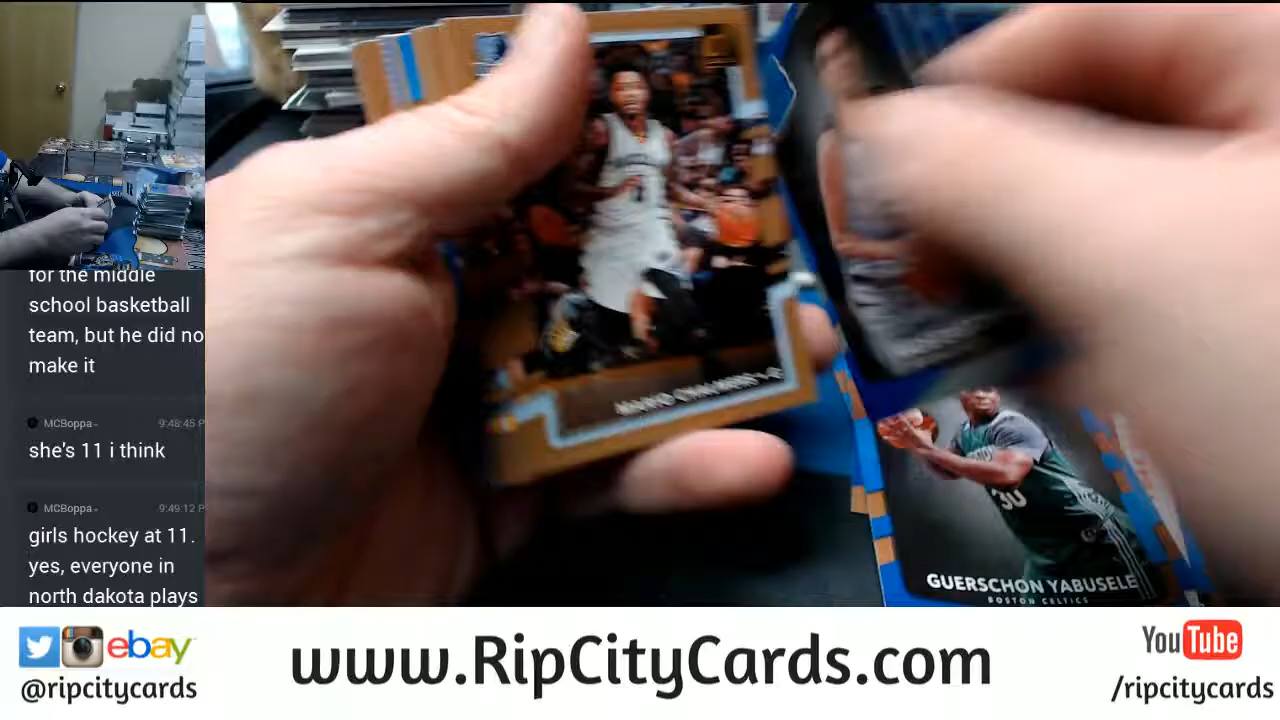 for the middle
school basketball
team, but he did no
make it
MCBoppa
9:48:45 P
she's 11 i think
MCBoppa
9:49:12 P
girls hockey at 11.
yes, everyone in
north dakota plays
30
GUERSCHON YABUSELE
BOSTON CELTICS
ebay
@ripcitycards
www.RipCityCards.com
YouTube
/ripcitycards